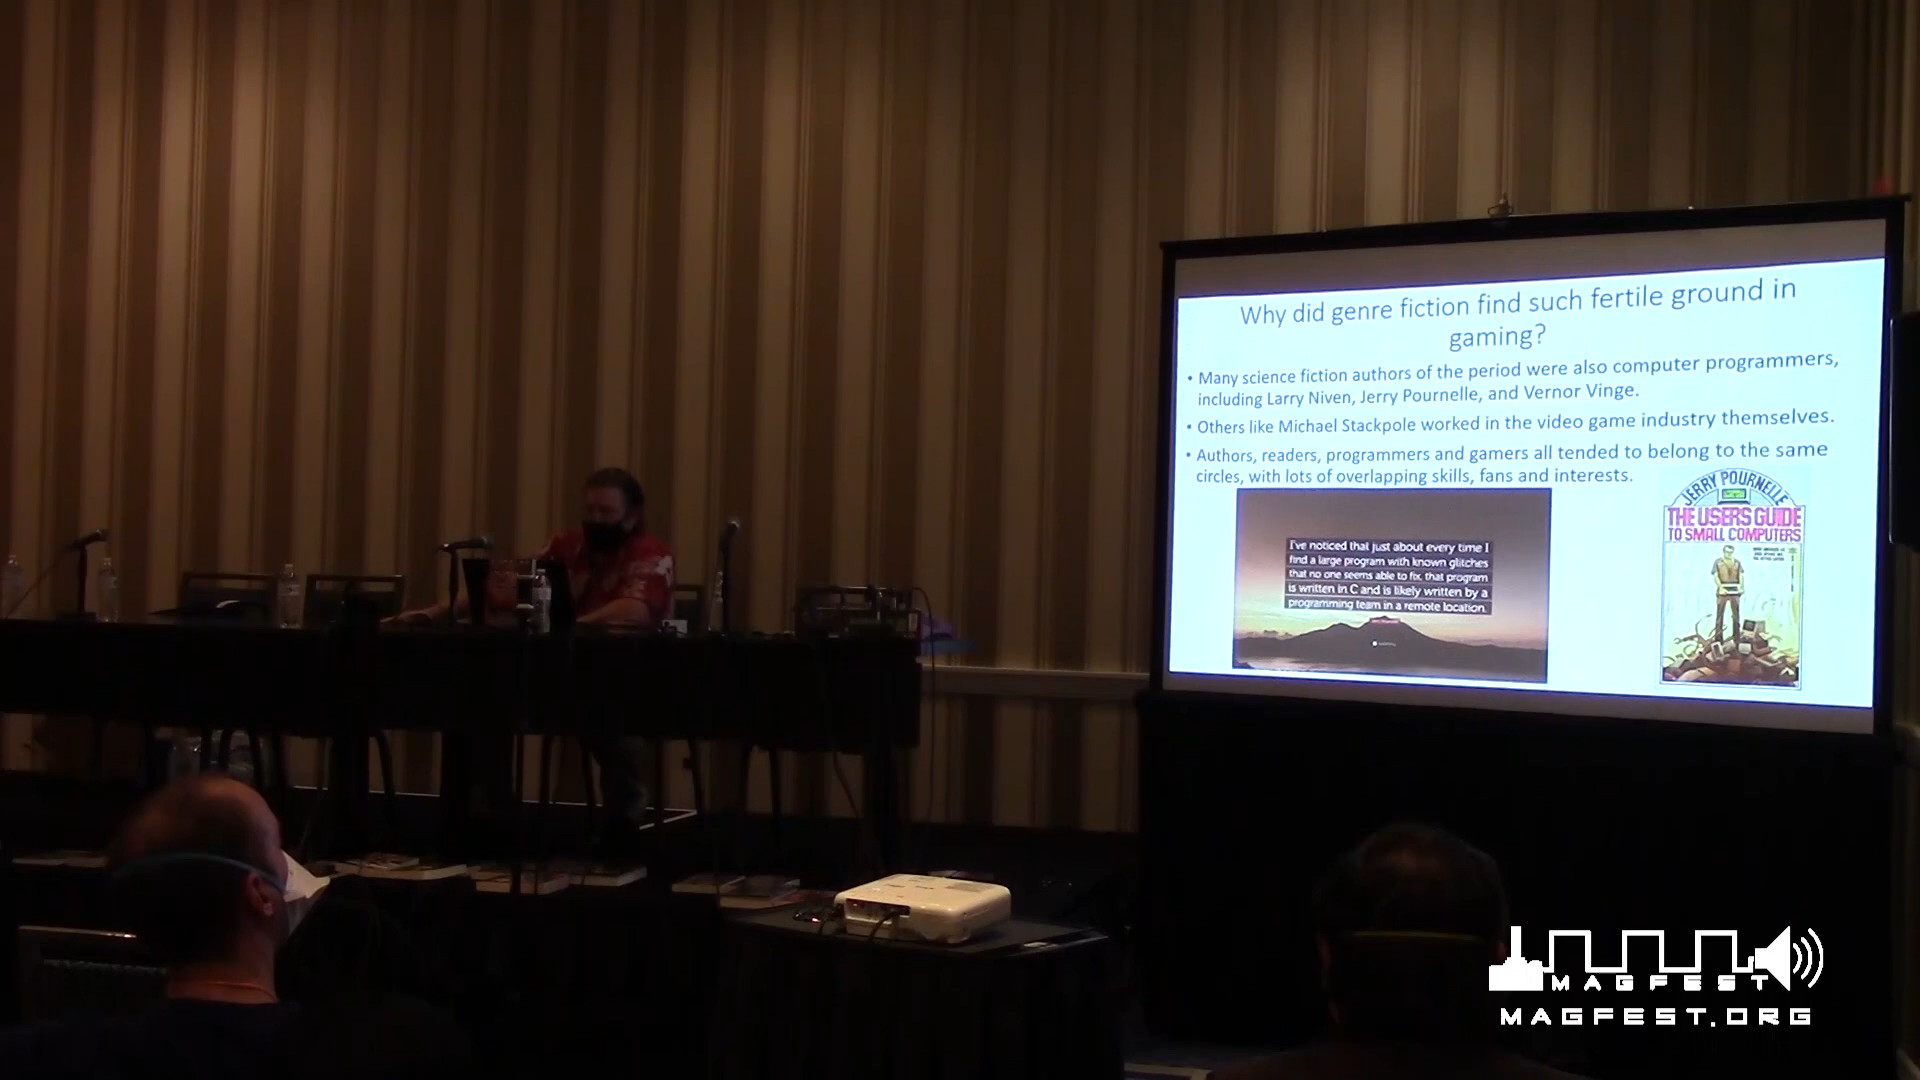 Why did genre fiction find such fertile ground in
gaming?
• Many science fiction authors of the period were also computer programmers,
including Larry Niven, Jerry Pournelle, and Vernor Vinge.
• Others like Michael Stackpole worked in the video game industry themselves.
• Authors, readers, programmers and gamers all tended to belong to the same
circles, with lots of overlapping skills, fans and interests.
I've noticed that just about every time I
find a large program with known glitches
that no one seems able to fix, that program
is written in C and is likely written by a
programming team in a remote location.
JERRY POURNELLE
THE USERS GUIDE
TO SMALL COMPUTERS
MAGFEST
MAGFEST.ORG